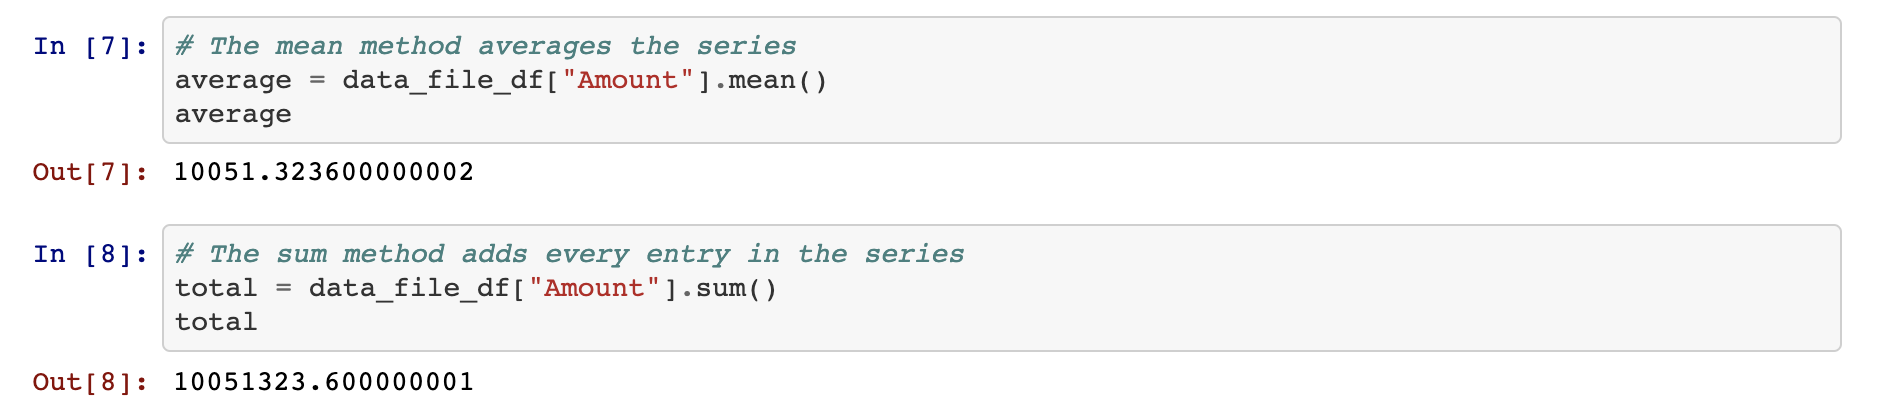 In [7]: # The mean method averages the series
average = data_file_df["Amount"].mean()
average
Out[7]: 10051.323600000002
In [8]: # The sum method adds every entry in the series
total = data_file_df["Amount"].sum()
total
Out[8]: 10051323.600000001